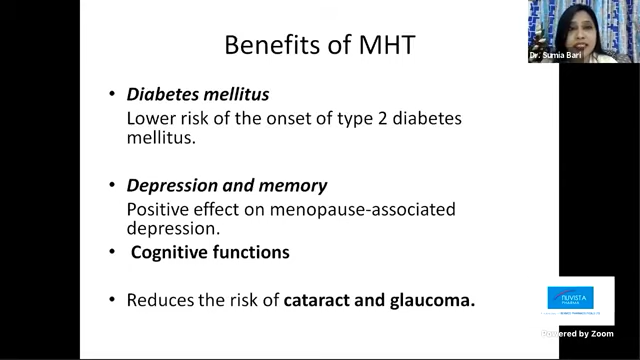 Benefits of MHT
• Diabetes mellitus
Lower risk of the onset of type 2 diabetes
mellitus.
• Depression and memory
Positive effect on menopause-associated
depression.
• Cognitive functions
• Reduces the risk of cataract and glaucoma.
Dr. Sumia Bari
NUVISTA
Powered by Zoom